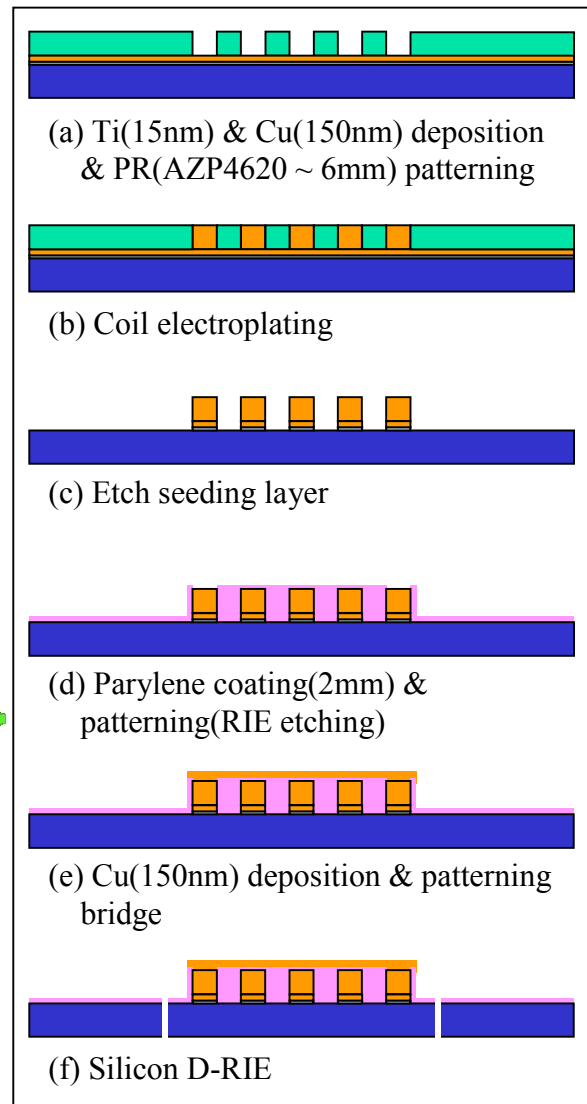 (a) Ti(15nm) & Cu(150nm) deposition
& PR(AZP4620 ~ 6mm) patterning
(b) Coil electroplating
(c) Etch seeding layer
(d) Parylene coating(2mm) &
patterning(RIE etching)
(e) Cu(150nm) deposition & patterning
bridge
(f) Silicon D-RIE